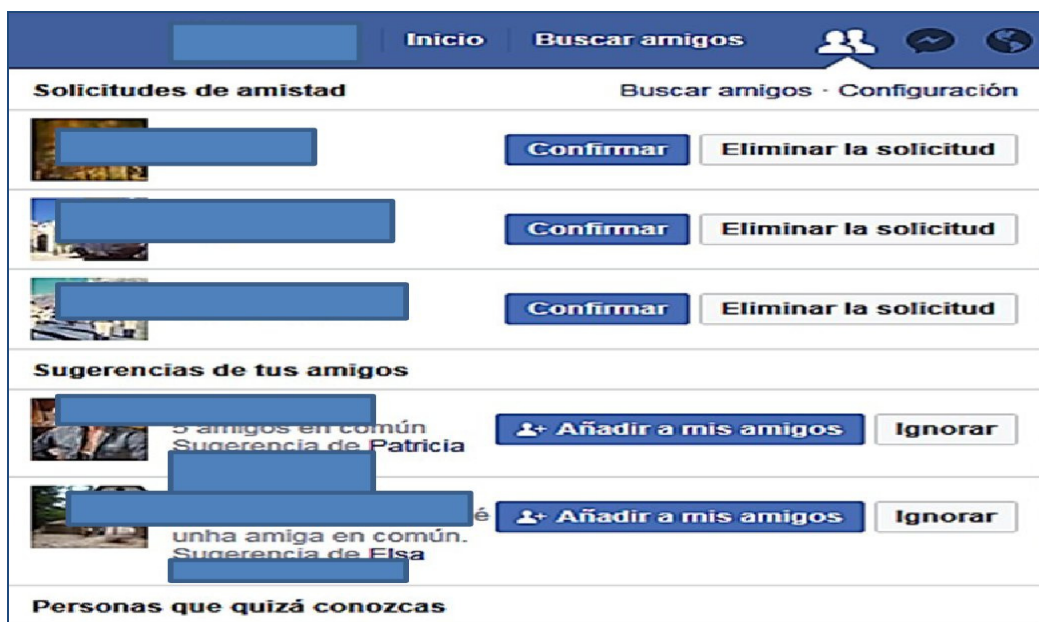 Inicio Buscar amigos
Solicitudes de amistad Buscar amigos · Configuración
Confirmar Eliminar la solicitud
Confirmar Eliminar la solicitud
Confirmar Eliminar la solicitud
Sugerencias de tus amigos
5 amigos en común
Sugerencia de Patricia
Añadir a mis amigos Ignorar
é
unha amiga en común.
Sugerencia de Elsa
Añadir a mis amigos Ignorar
Personas que quizá conozcas